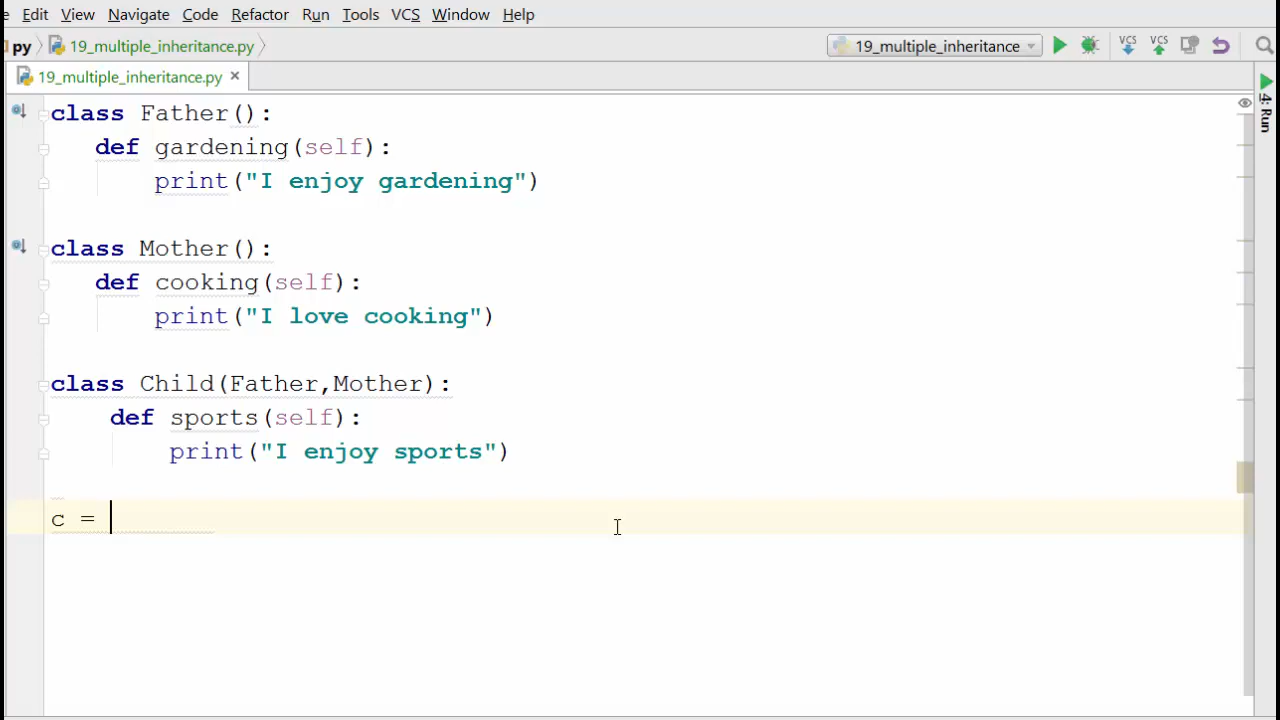 Edit View Navigate Code Refactor Run Tools VCS Window Help
py 19_multiple_inheritance.py 19_multiple_inheritance VCS VCS
19_multiple_inheritance.py ×
4: Run
class Father():
    def gardening(self):
        print("I enjoy gardening")
class Mother():
    def cooking(self):
        print("I love cooking")
class Child(Father,Mother):
    def sports(self):
        print("I enjoy sports")
c =